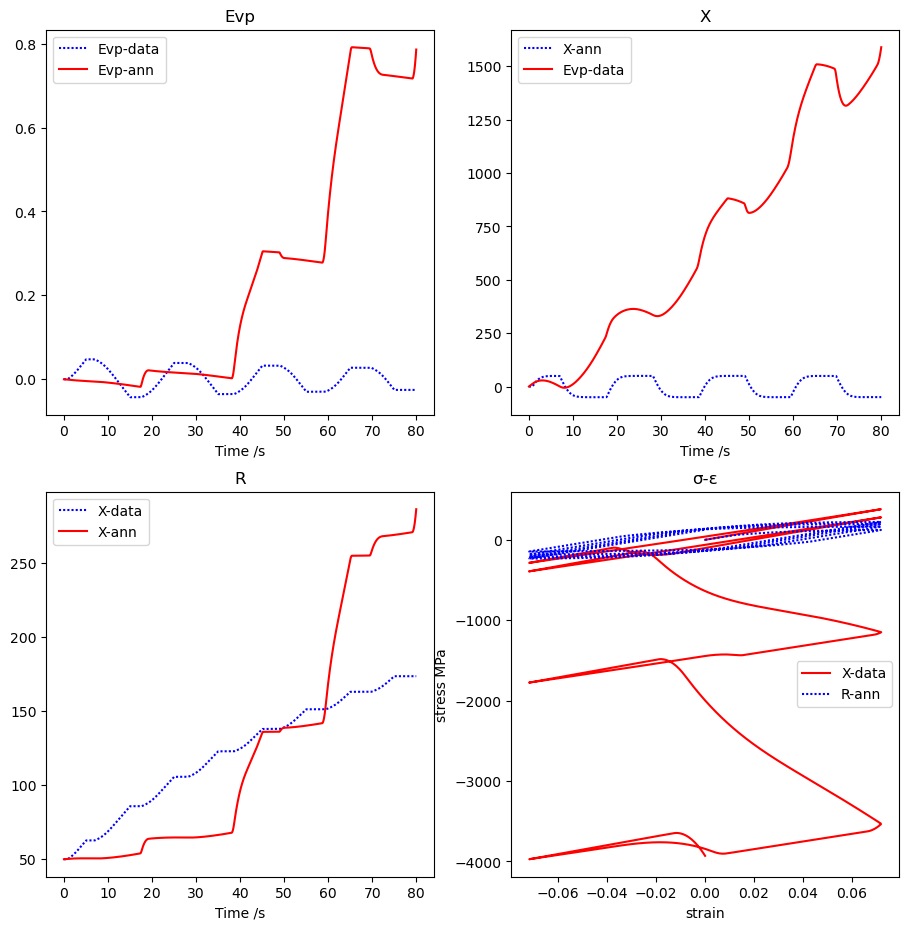 Evp
Evp-data
Evp-ann
0.8
0.6
0.4
0.2
0.0
0 10 20 30 40 50 60 70 80
Time /s
X
X-ann
Evp-data
1500
1250
1000
750
500
250
0
0 10 20 30 40 50 60 70 80
Time /s
R
X-data
X-ann
250
200
150
100
50
0 10 20 30 40 50 60 70 80
Time /s
σ-ε
stress MPa
0
−1000
−2000
−3000
−4000
X-data
R-ann
−0.06 −0.04 −0.02 0.00 0.02 0.04 0.06
strain